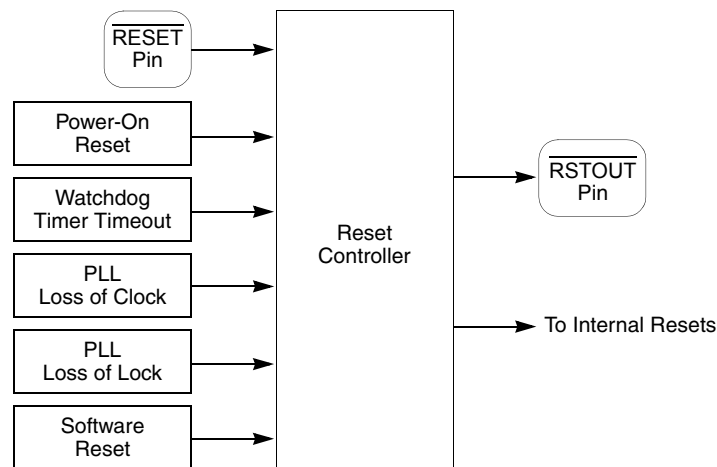 RESET
Pin
Power-On
Reset
Watchdog
Timer Timeout
PLL
Loss of Clock
PLL
Loss of Lock
Software
Reset
Reset
Controller
RSTOUT
Pin
To Internal Resets